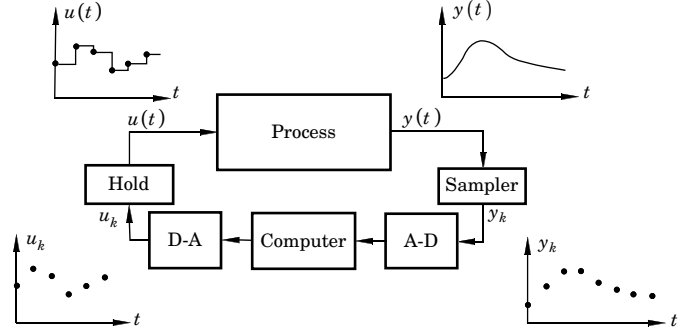 u(t)
y(t)
t
t
u(t)
Process
y(t)
Hold
Sampler
u_k
y_k
D-A
Computer
A-D
u_k
y_k
t
t